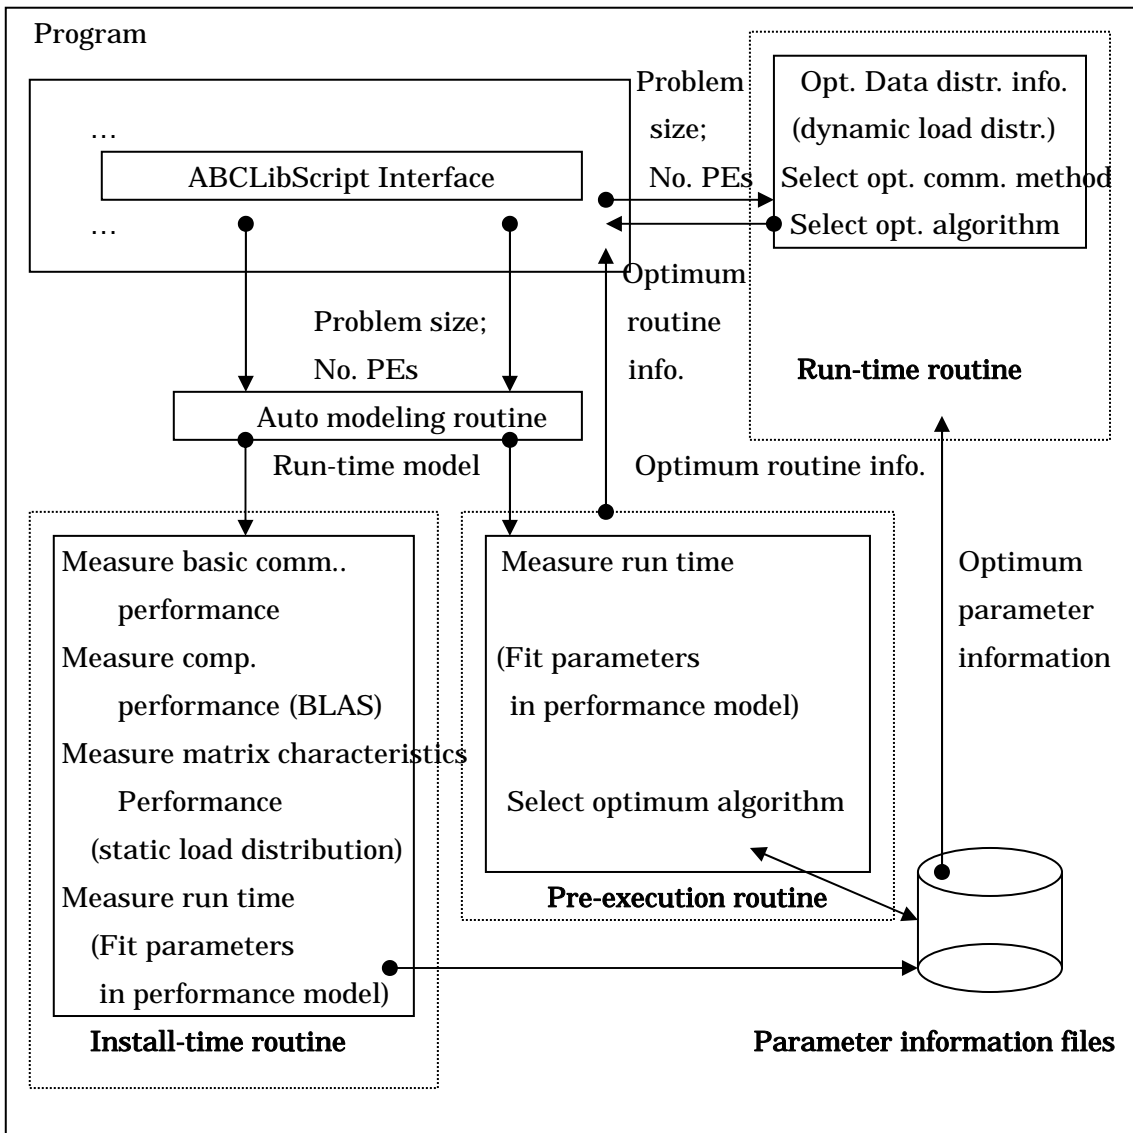 Program
…
ABCLibScript Interface
…
Problem
size;
No. PEs
Opt. Data distr. info.
(dynamic load distr.)
Select opt. comm. method
Select opt. algorithm
Run-time routine
Optimum
routine
info.
Problem size;
No. PEs
Auto modeling routine
Run-time model
Optimum routine info.
Measure basic comm..
performance
Measure comp.
performance (BLAS)
Measure matrix characteristics
Performance
(static load distribution)
Measure run time
(Fit parameters
in performance model)
Install-time routine
Measure run time
(Fit parameters
in performance model)
Select optimum algorithm
Pre-execution routine
Optimum
parameter
information
Parameter information files